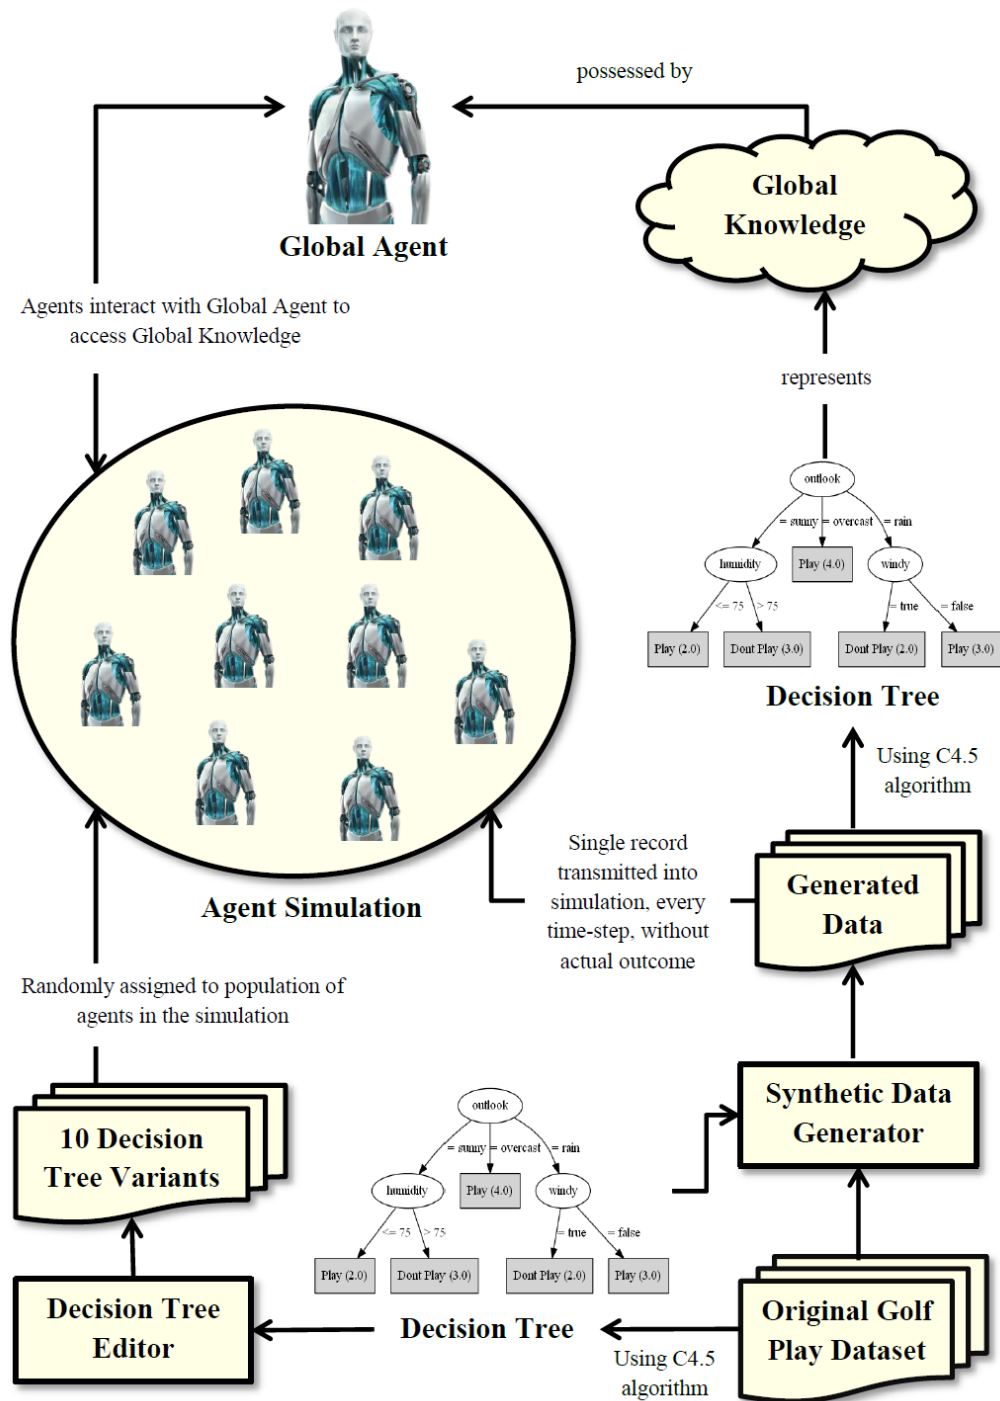 possessed by
Global
Knowledge
Global Agent
Agents interact with Global Agent to
access Global Knowledge
represents
outlook
= sunny = overcast = rain
humidity Play (4.0) windy
<= 75 > 75 = true = false
Play (2.0) Dont Play (3.0) Dont Play (2.0) Play (3.0)
Decision Tree
Using C4.5
algorithm
Single record
transmitted into
simulation, every
time-step, without
actual outcome
Generated
Data
Agent Simulation
Randomly assigned to population of
agents in the simulation
10 Decision
Tree Variants
Synthetic Data
Generator
outlook
= sunny = overcast = rain
humidity Play (4.0) windy
<= 75 > 75 = true = false
Play (2.0) Dont Play (3.0) Dont Play (2.0) Play (3.0)
Decision Tree
Editor
Decision Tree
Using C4.5
algorithm
Original Golf
Play Dataset